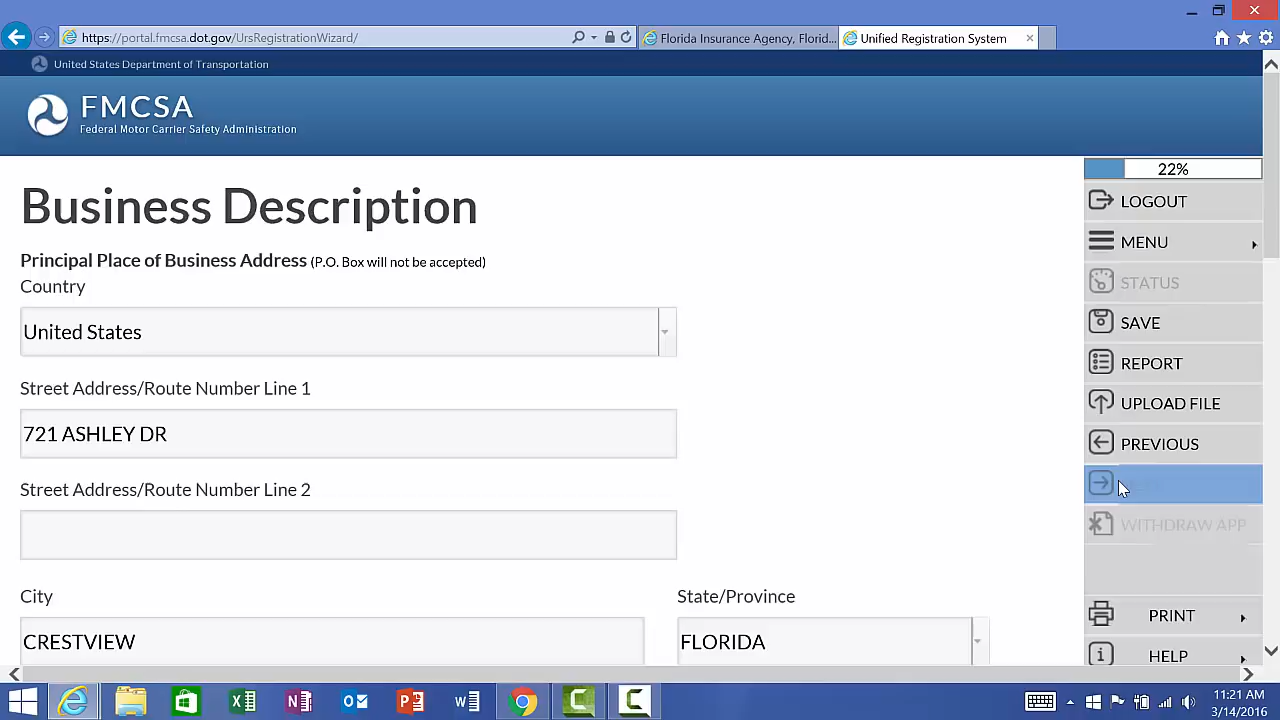 https://portal.fmcsa.dot.gov/UrsRegistrationWizard/
Florida Insurance Agency, Florid...
Unified Registration System
United States Department of Transportation
FMCSA
Federal Motor Carrier Safety Administration
22%
LOGOUT
MENU
STATUS
SAVE
REPORT
UPLOAD FILE
PREVIOUS
WITHDRAW APP
PRINT
HELP
Business Description
Principal Place of Business Address (P.O. Box will not be accepted)
Country
United States
Street Address/Route Number Line 1
721 ASHLEY DR
Street Address/Route Number Line 2
City
State/Province
CRESTVIEW
FLORIDA
11:21 AM
3/14/2016